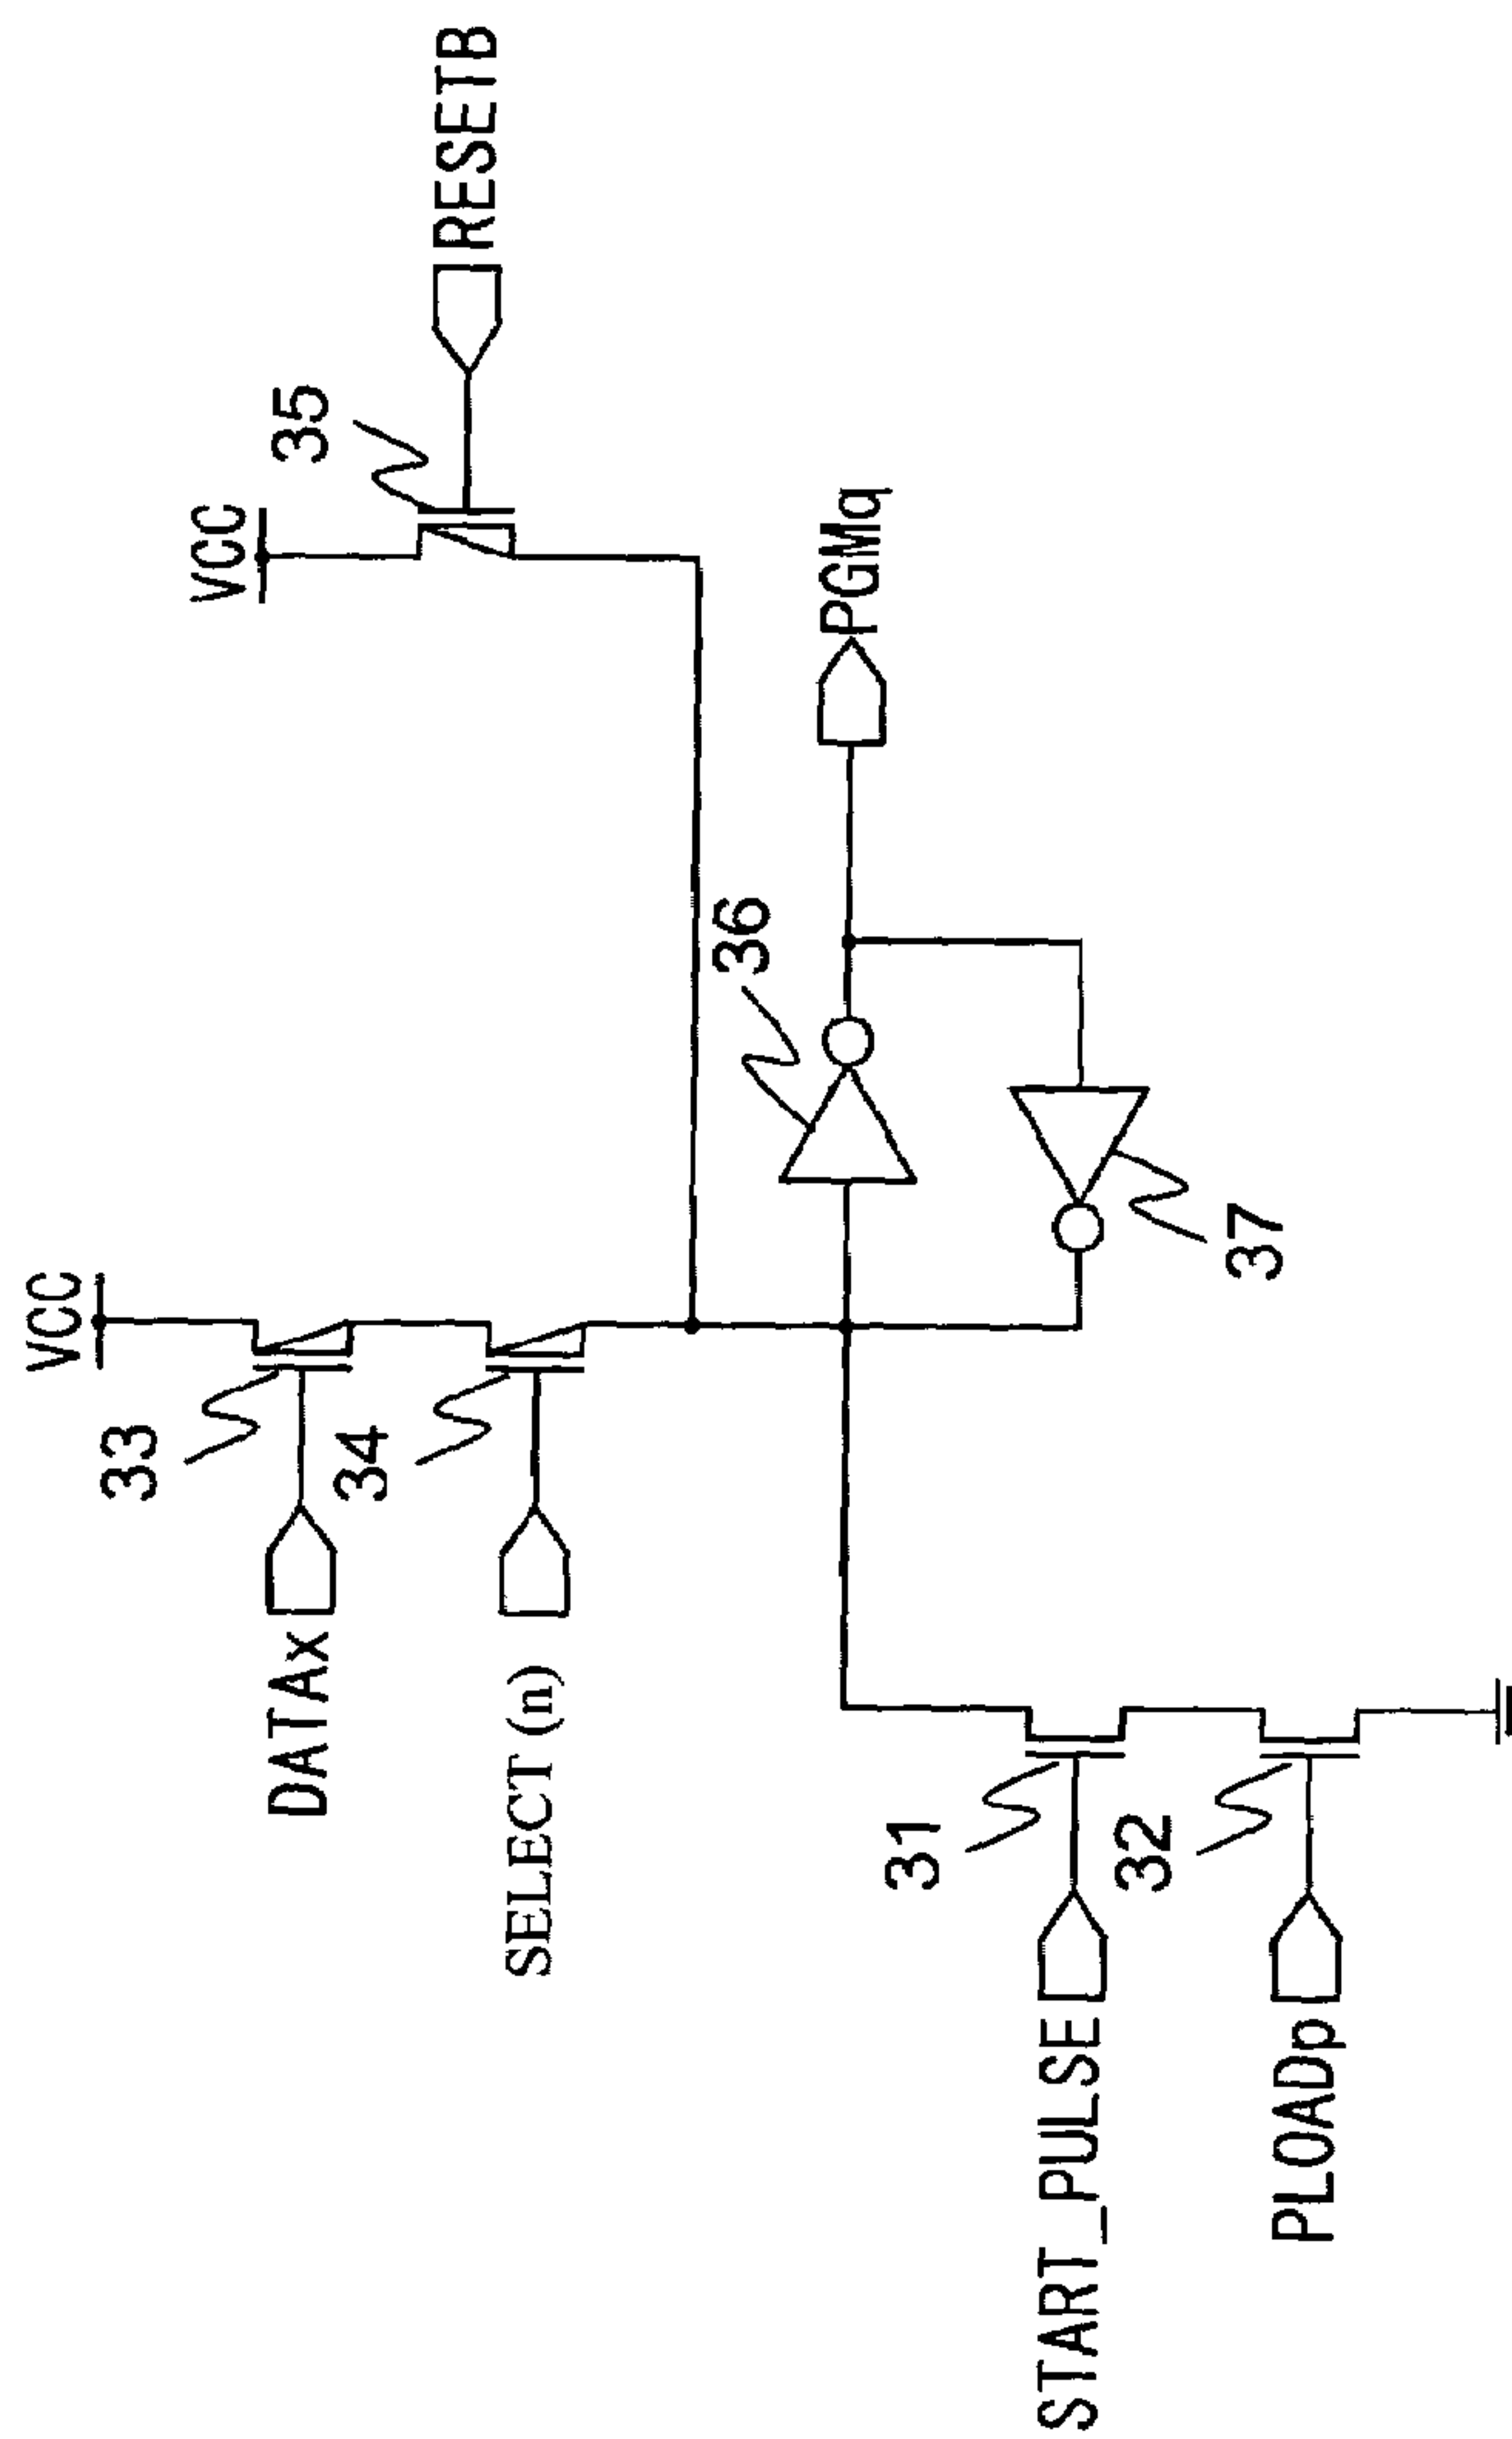 VCC
33
DATAx
34
SELECT (n)
VCC
35
RESETB
36
PGMq
37
31
START_PULSE
32
PLOADp